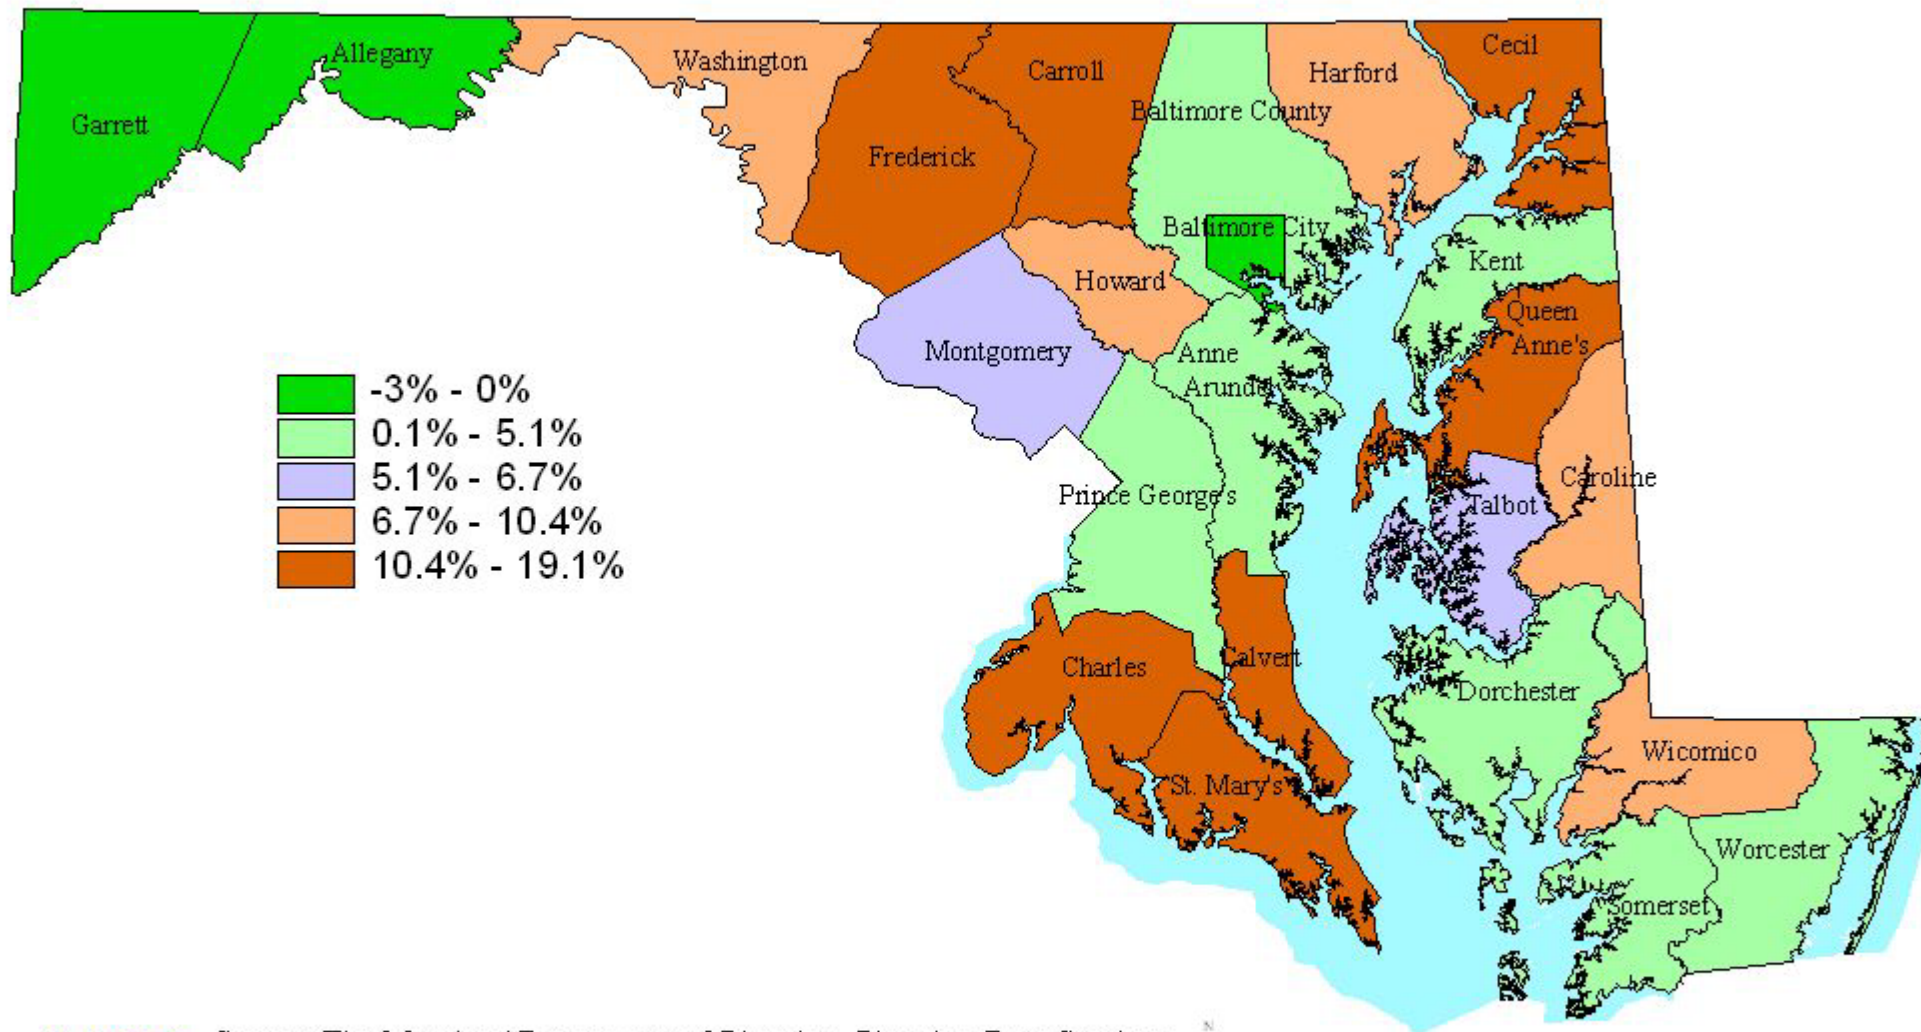 Garrett
Allegany
Washington
Frederick
Carroll
Baltimore County
Harford
Cecil
Baltimore City
Howard
Montgomery
Kent
Queen
Anne's
Anne
Arundel
Prince George's
Caroline
Talbot
Charles
Calvert
St. Mary's
Dorchester
Wicomico
Worcester
Somerset
-3% - 0%
0.1% - 5.1%
5.1% - 6.7%
6.7% - 10.4%
10.4% - 19.1%
N